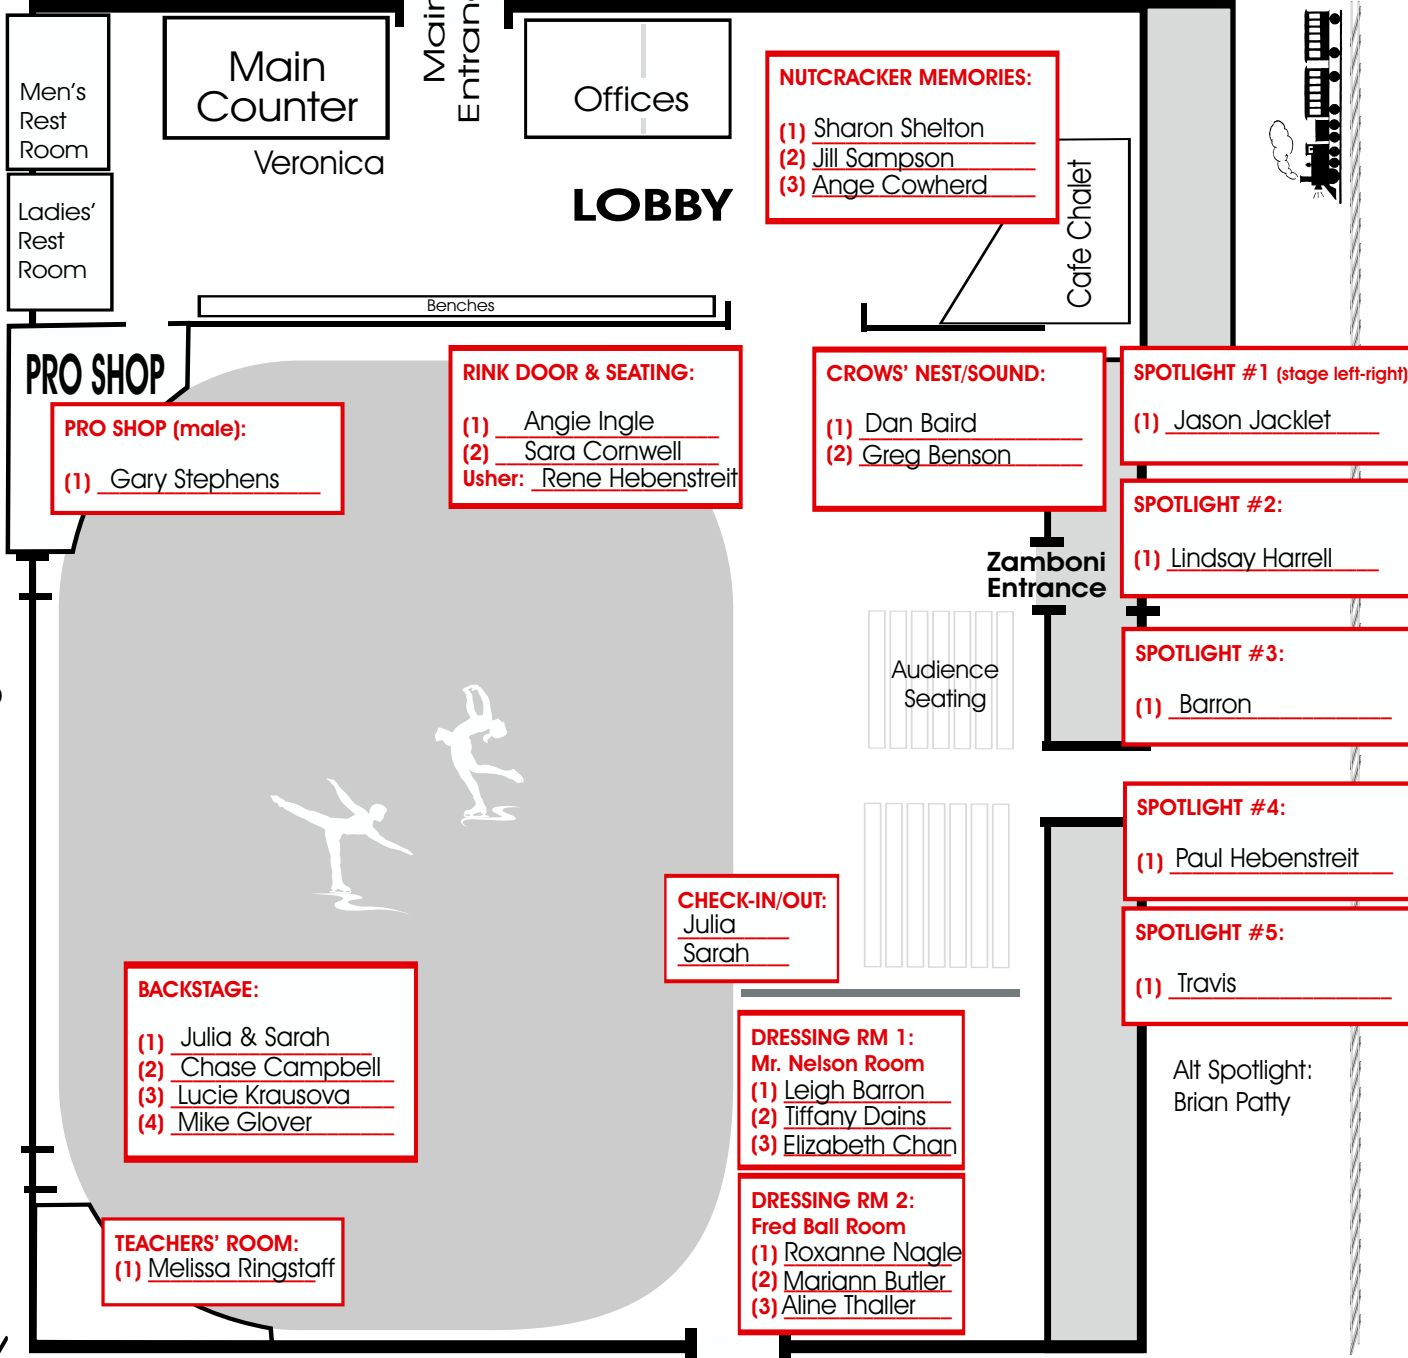 Men's
Rest
Room
Main
Counter
Veronica
Main
Offices
LOBBY
NUTCRACKER MEMORIES:
(1) Sharon Shelton
(2) Jill Sampson
(3) Ange Cowherd
Cafe Chalet
Ladies'
Rest
Room
Benches
PRO SHOP
PRO SHOP (male):
(1) Gary Stephens
RINK DOOR & SEATING:
(1) Angie Ingle
(2) Sara Cornwell
Usher: Rene Hebenstreit
CROWS' NEST/SOUND:
(1) Dan Baird
(2) Greg Benson
SPOTLIGHT #1 (stage left-right)
(1) Jason Jacklet
SPOTLIGHT #2:
(1) Lindsay Harrell
Zamboni
Entrance
SPOTLIGHT #3:
(1) Barron
Audience
Seating
SPOTLIGHT #4:
(1) Paul Hebenstreit
CHECK-IN/OUT:
Julia
Sarah
SPOTLIGHT #5:
(1) Travis
BACKSTAGE:
(1) Julia & Sarah
(2) Chase Campbell
(3) Lucie Krausova
(4) Mike Glover
DRESSING RM 1:
Mr. Nelson Room
(1) Leigh Barron
(2) Tiffany Dains
(3) Elizabeth Chan
Alt Spotlight:
Brian Patty
DRESSING RM 2:
Fred Ball Room
(1) Roxanne Nagle
(2) Mariann Butler
(3) Aline Thaller
TEACHERS' ROOM:
(1) Melissa Ringstaff